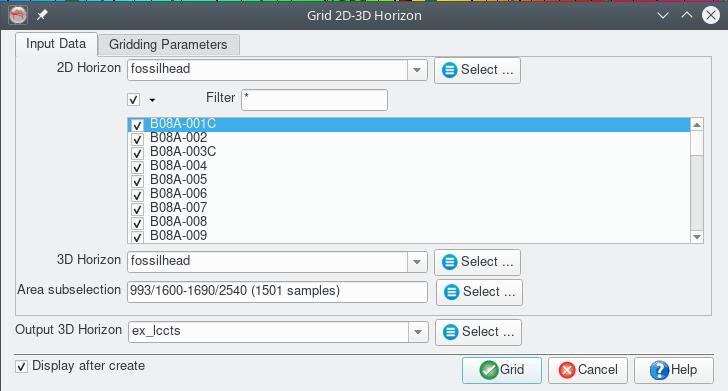 Grid 2D-3D Horizon
Input Data Gridding Parameters
2D Horizon fossilhead Select ...
Filter *
B08A-001C
B08A-002
B08A-003C
B08A-004
B08A-005
B08A-006
B08A-007
B08A-008
B08A-009
3D Horizon fossilhead Select ...
Area subselection 993/1600-1690/2540 (1501 samples) Select ...
Output 3D Horizon ex_lccts Select ...
Display after create Grid Cancel Help